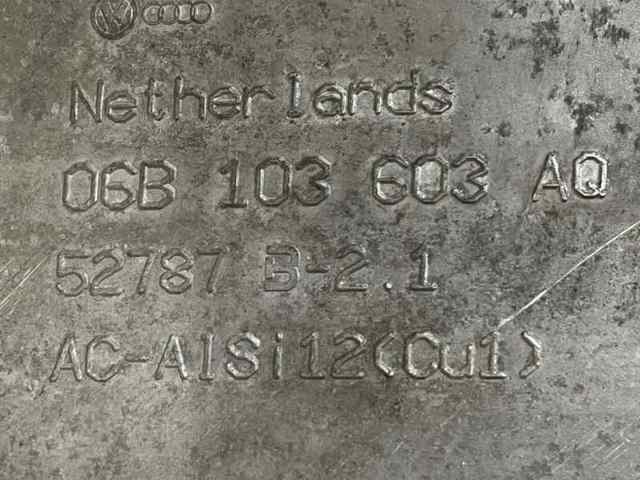 Netherlands
06B 103 603 AQ
52787 B-2.1
AC-AlSi12(Cu1)